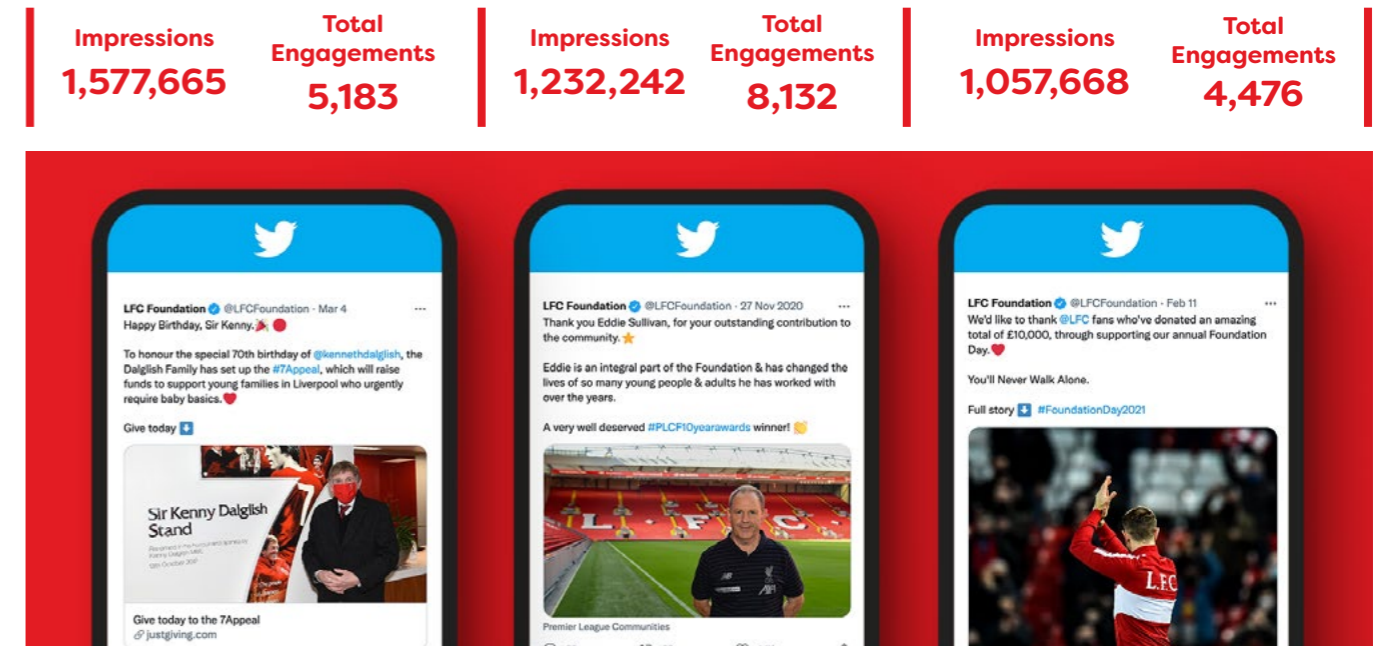 Impressions
1,577,665
Total
Engagements
5,183
Impressions
1,232,242
Total
Engagements
8,132
Impressions
1,057,668
Total
Engagements
4,476
LFC Foundation @LFCFoundation · Mar 4
Happy Birthday, Sir Kenny.🎉🔴
To honour the special 70th birthday of @kennethdalglish, the
Dalglish Family has set up the #7Appeal, which will raise
funds to support young families in Liverpool who urgently
require baby basics.❤️
Give today ⬇️
Sir Kenny Dalglish
Stand
Give today to the 7Appeal
justgiving.com
LFC Foundation @LFCFoundation · 27 Nov 2020
Thank you Eddie Sullivan, for your outstanding contribution to
the community.⭐
Eddie is an integral part of the Foundation & has changed the
lives of so many young people & adults he has worked with
over the years.
A very well deserved #PLCF10yearawards winner! 👏
L.F.C.
Premier League Communities
LFC Foundation @LFCFoundation · Feb 11
We'd like to thank @LFC fans who've donated an amazing
total of £10,000, through supporting our annual Foundation
Day.❤️
You'll Never Walk Alone.
Full story ⬇️ #FoundationDay2021
L.F.C